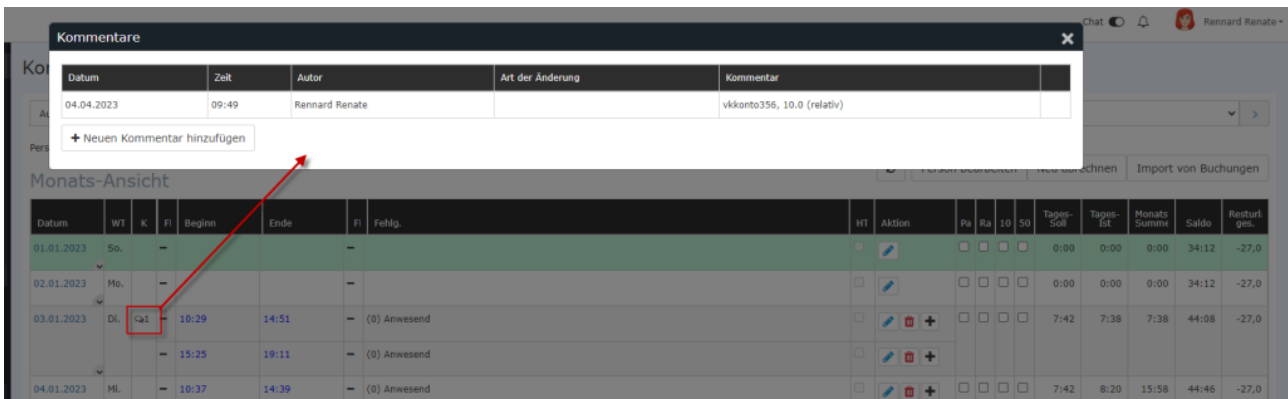 Chat Rennard Renate
Kommentare
Datum Zeit Autor Art der Änderung Kommentar
04.04.2023 09:49 Rennard Renate vkkonto356, 10.0 (relativ)
+ Neuen Kommentar hinzufügen
Monats-Ansicht
Neu abrechnen Import von Buchungen
Datum WT K Fl Beginn Ende Fl Fehlg. HT Aktion Pa Ra 10 50 Tages-Soll Tages-Ist Monats Summe Saldo Resturl. ges.
01.01.2023 So. 0:00 0:00 0:00 34:12 -27,0
02.01.2023 Mo. 0:00 0:00 0:00 34:12 -27,0
03.01.2023 Di. 1 10:29 14:51 (0) Anwesend 7:42 7:38 7:38 44:08 -27,0
15:25 19:11 (0) Anwesend
04.01.2023 Mi. 10:37 14:39 (0) Anwesend 7:42 8:20 15:58 44:46 -27,0